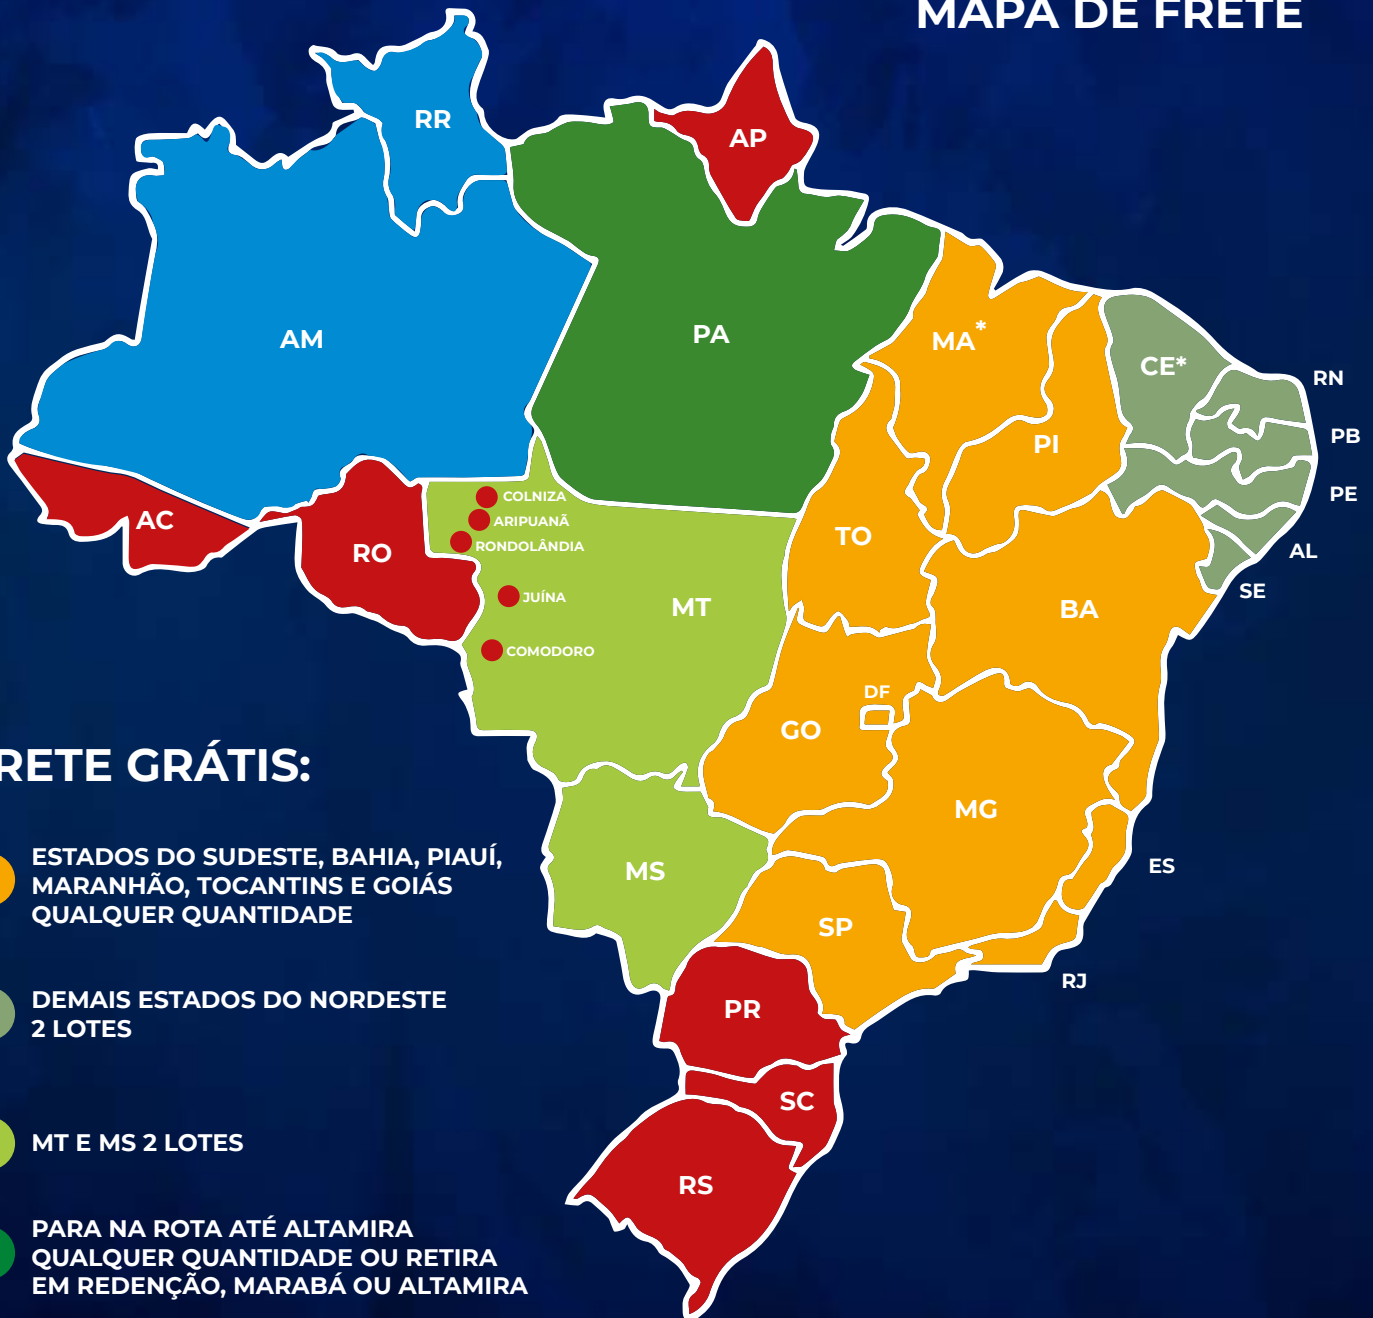 MAPA DE FRETE
RR
AP
AM
PA
MA*
CE*
RN
PI
PB
PE
COLNIZA
ARIPUANÃ
AC
TO
RONDOLÂNDIA
RO
AL
SE
JUÍNA
MT
BA
COMODORO
DF
GO
RETE GRÁTIS:
MG
ESTADOS DO SUDESTE, BAHIA, PIAUÍ,
MARANHÃO, TOCANTINS E GOIÁS
QUALQUER QUANTIDADE
MS
ES
SP
RJ
DEMAIS ESTADOS DO NORDESTE
2 LOTES
PR
SC
MT E MS 2 LOTES
RS
PARA NA ROTA ATÉ ALTAMIRA
QUALQUER QUANTIDADE OU RETIRA
EM REDENÇÃO, MARABÁ OU ALTAMIRA